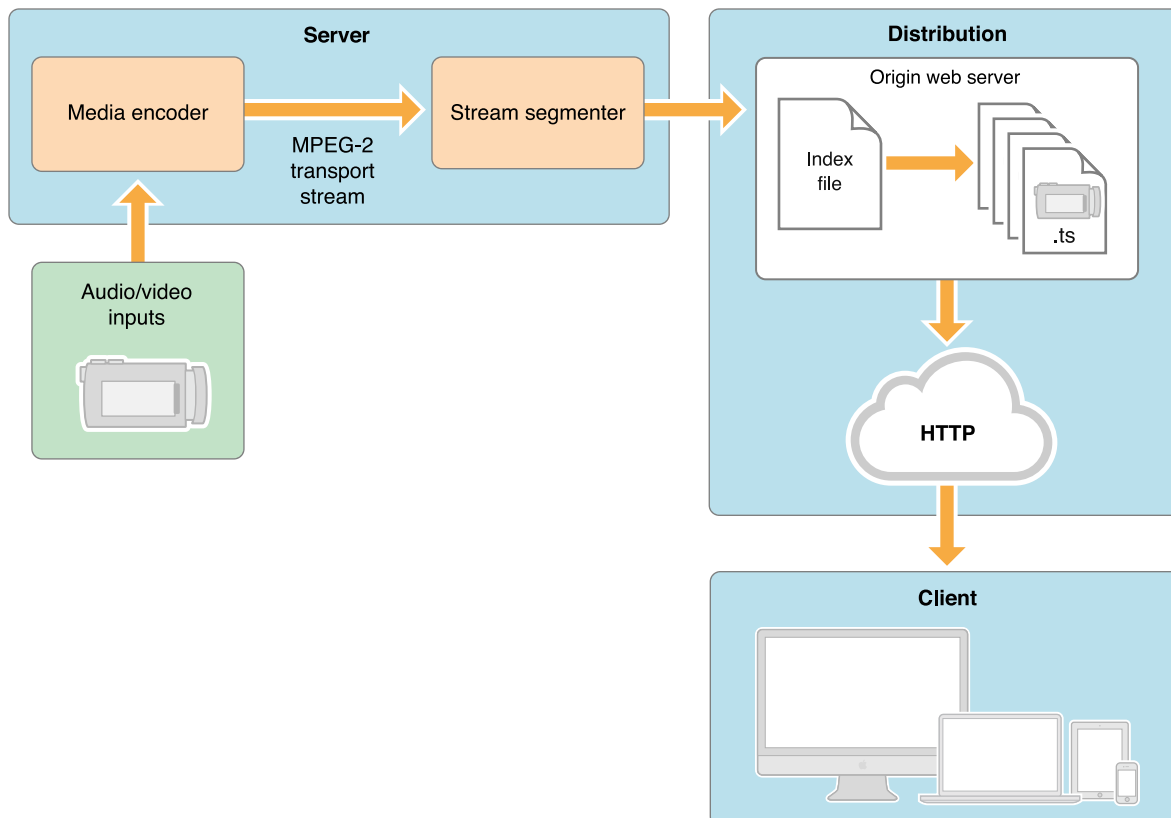 Server
Media encoder
MPEG-2
transport
stream
Stream segmenter
Audio/video
inputs
Distribution
Origin web server
Index
file
.ts
HTTP
Client